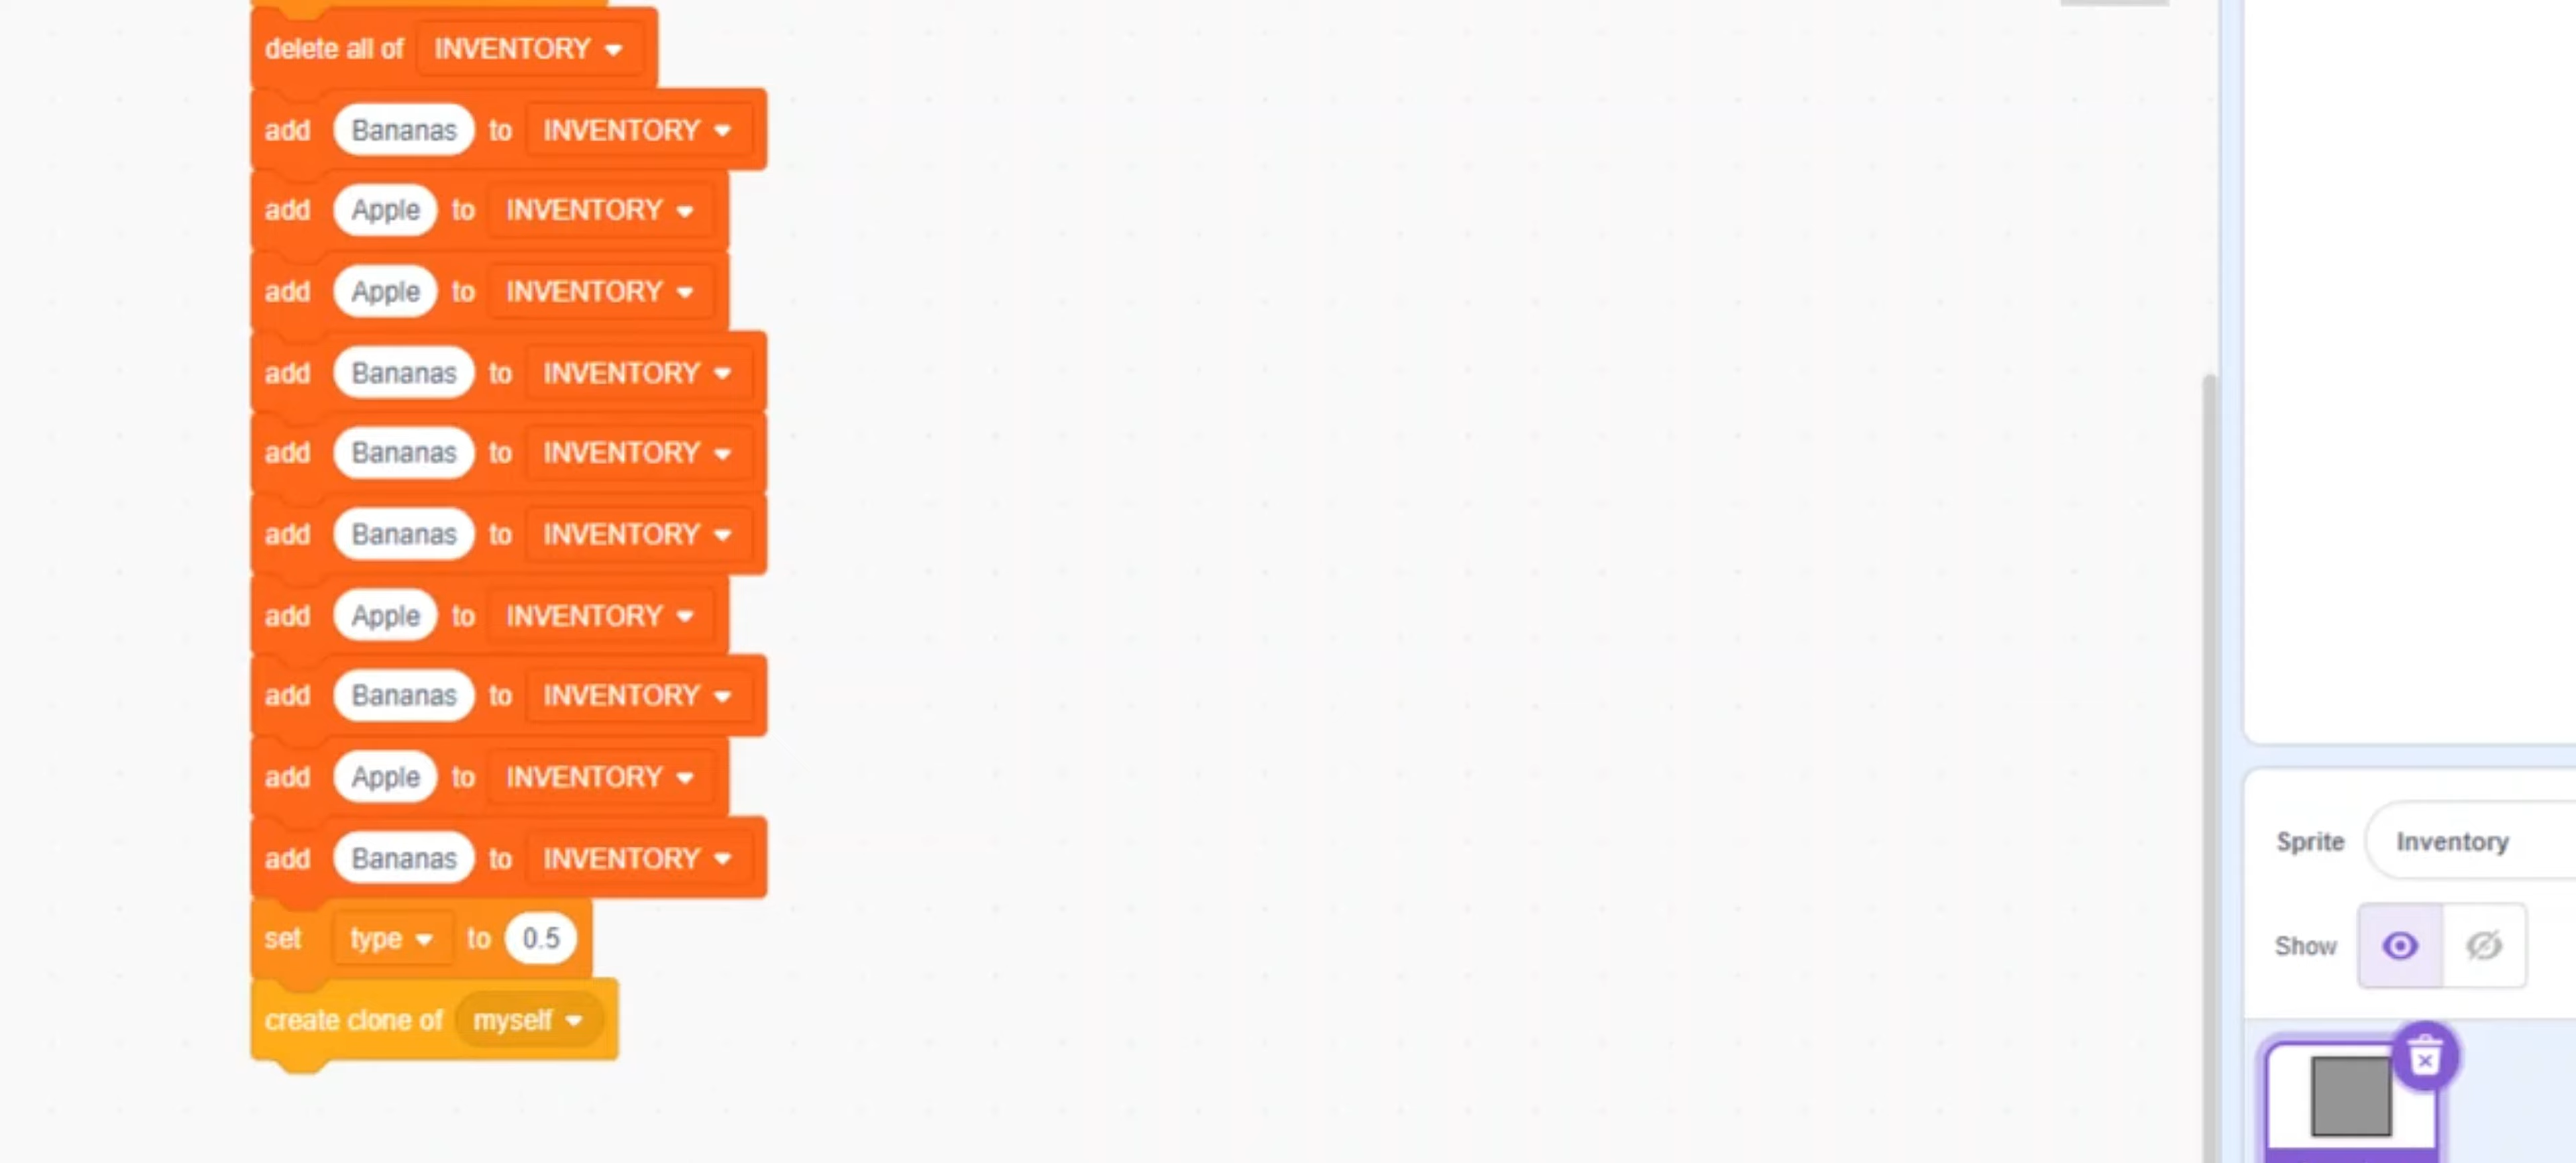 delete all of INVENTORY
add Bananas to INVENTORY
add Apple to INVENTORY
add Apple to INVENTORY
add Bananas to INVENTORY
add Bananas to INVENTORY
add Bananas to INVENTORY
add Apple to INVENTORY
add Bananas to INVENTORY
add Apple to INVENTORY
add Bananas to INVENTORY
set type to 0.5
create clone of myself
Sprite Inventory
Show